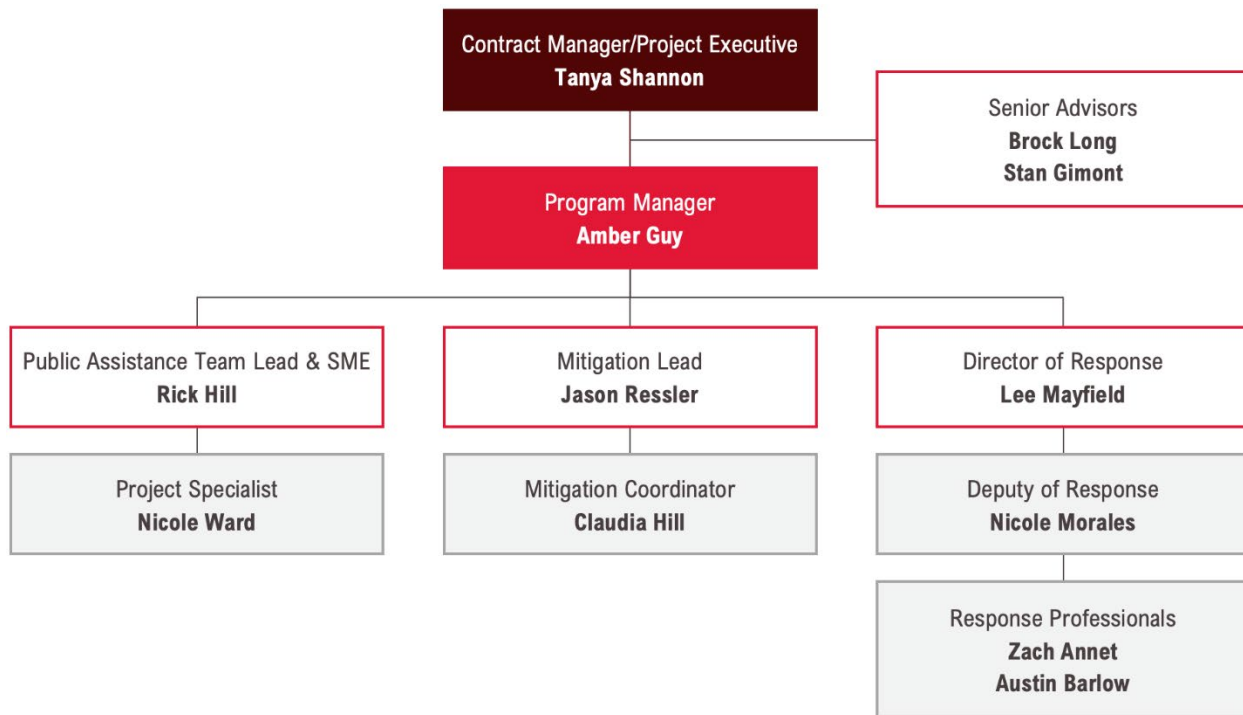 Contract Manager/Project Executive
Tanya Shannon
Senior Advisors
Brock Long
Stan Gimont
Program Manager
Amber Guy
Public Assistance Team Lead & SME
Rick Hill
Mitigation Lead
Jason Ressler
Director of Response
Lee Mayfield
Project Specialist
Nicole Ward
Mitigation Coordinator
Claudia Hill
Deputy of Response
Nicole Morales
Response Professionals
Zach Annet
Austin Barlow